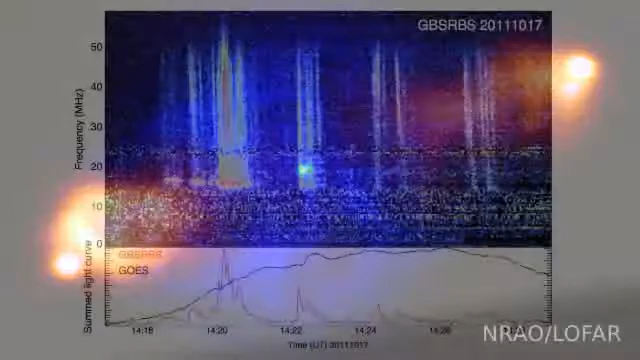 GBSRBS 20111017
50
40
30
20
10
0
Frequency (MHz)
Summed light curve
GBSRBS
GOES
14:18
14:20
14:22
14:24
14:26
Time (UT) 20111017
NRAO/LOFAR